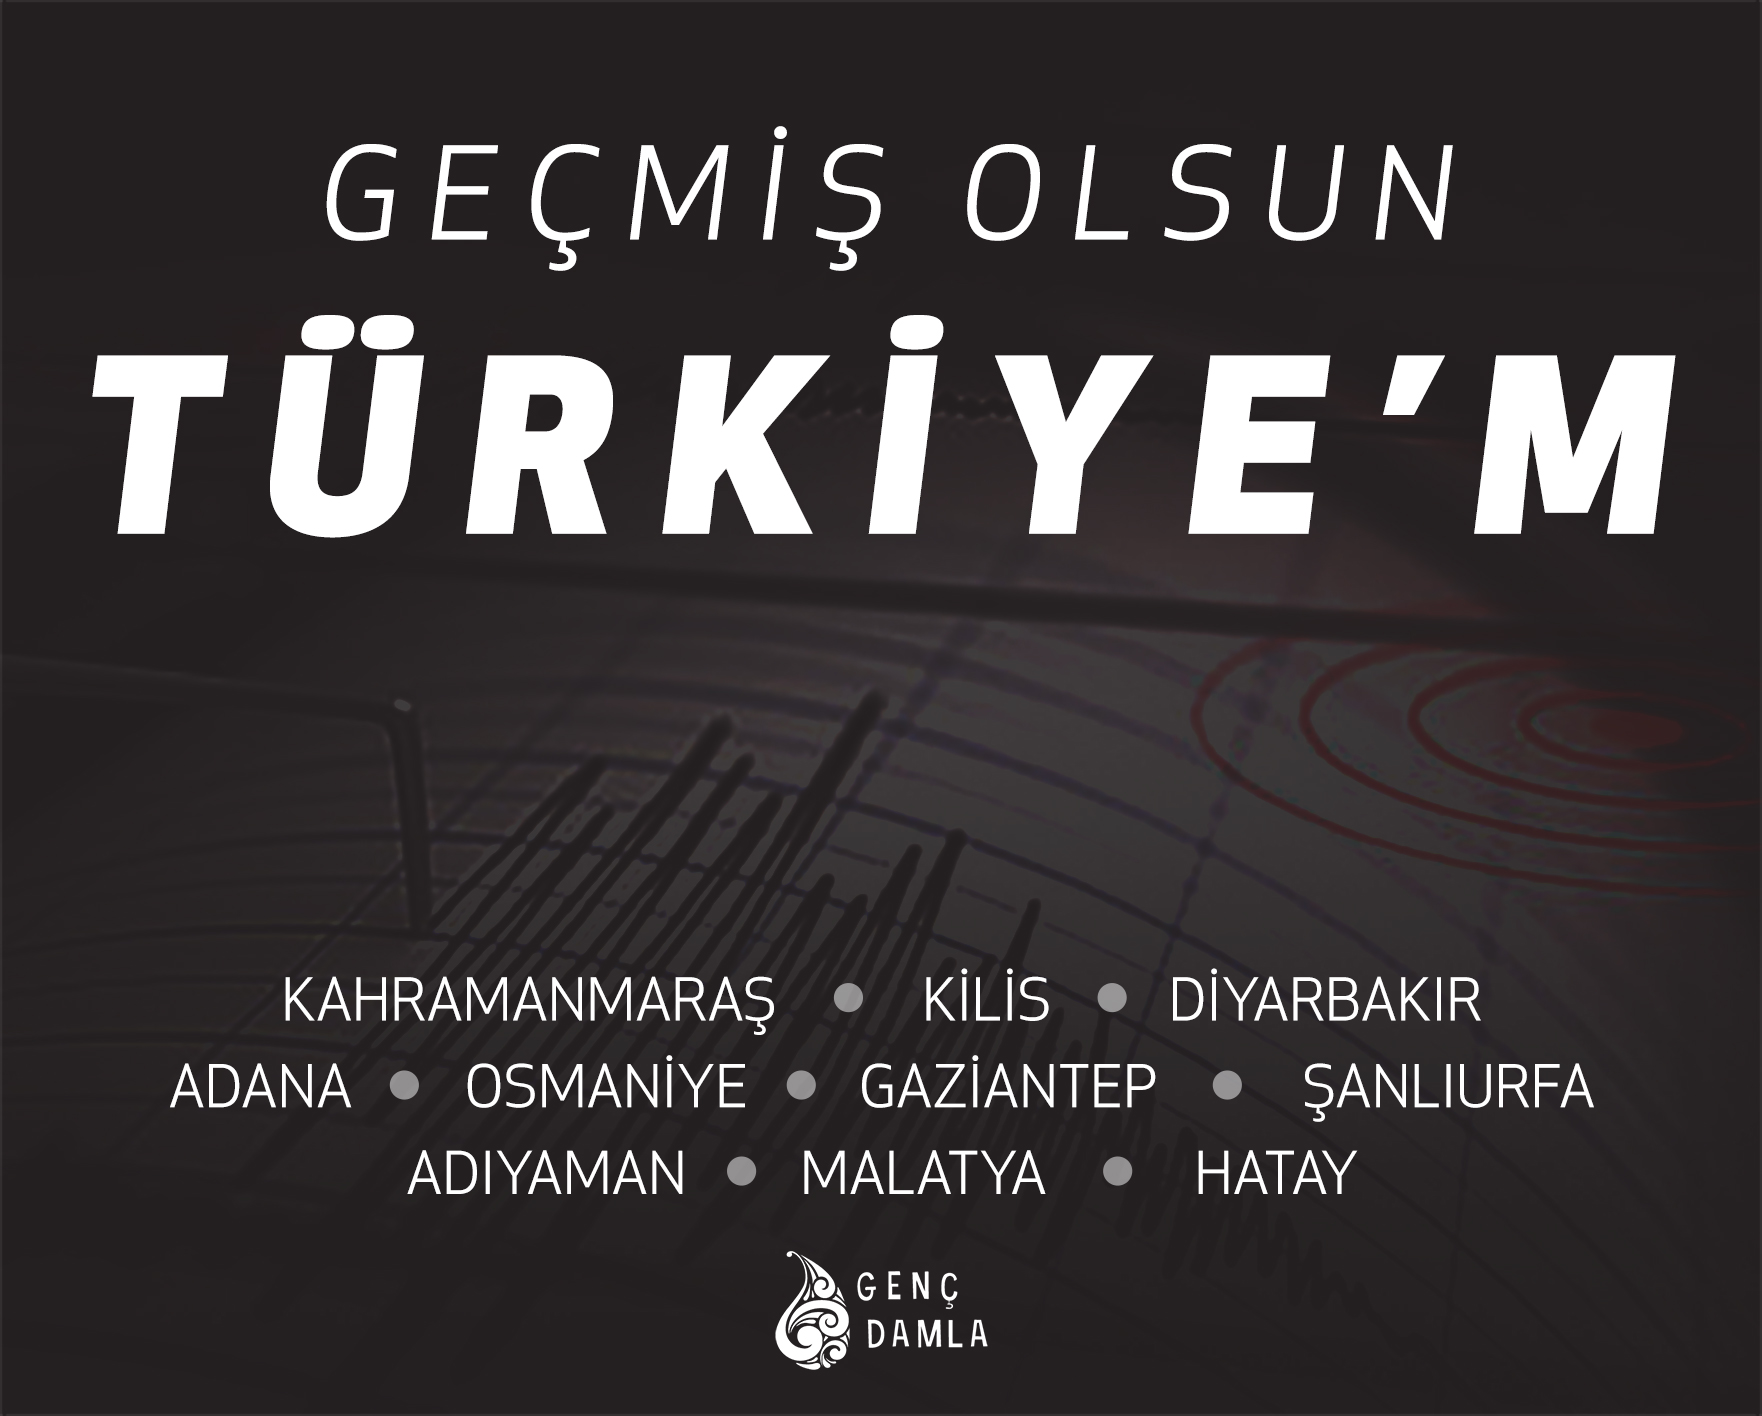 GEÇMİŞ OLSUN
TÜRKİYE’M
KAHRAMANMARAŞ • KİLİS • DİYARBAKIR
ADANA • OSMANİYE • GAZİANTEP • ŞANLIURFA
ADIYAMAN • MALATYA • HATAY
GENÇ
DAMLA